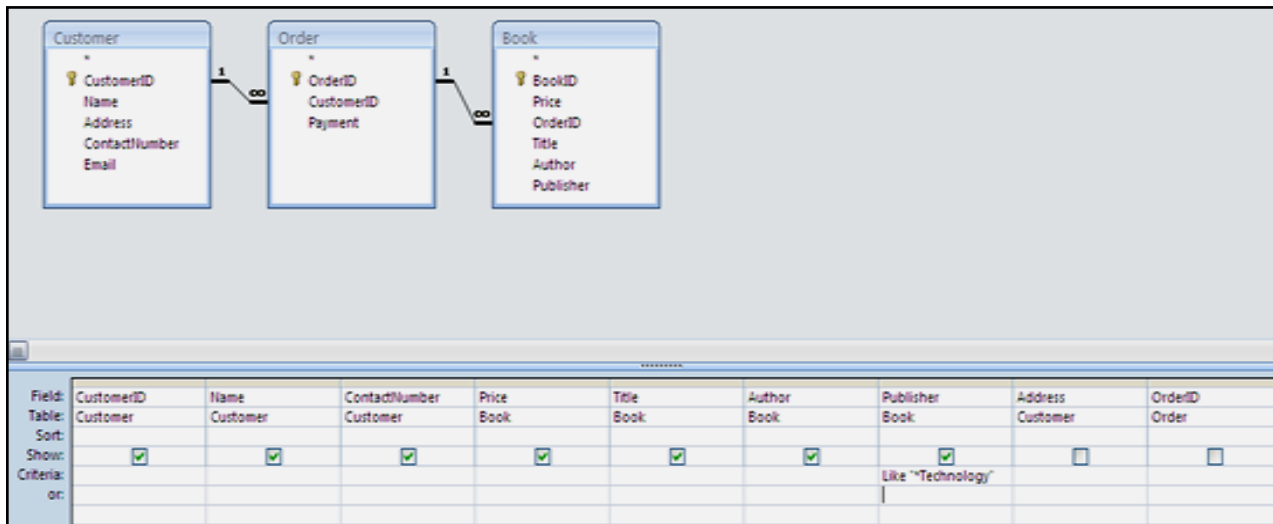 Customer Order Book
* * *
CustomerID 1 OrderID 1 BookID
Name ∞ CustomerID Price
Address Payment ∞ OrderID
ContactNumber Title
Email Author
Publisher
Field: CustomerID Name ContactNumber Price Title Author Publisher Address OrderID
Table: Customer Customer Customer Book Book Book Book Customer Order
Sort:
Show:
Criteria: Like "*Technology"
or: